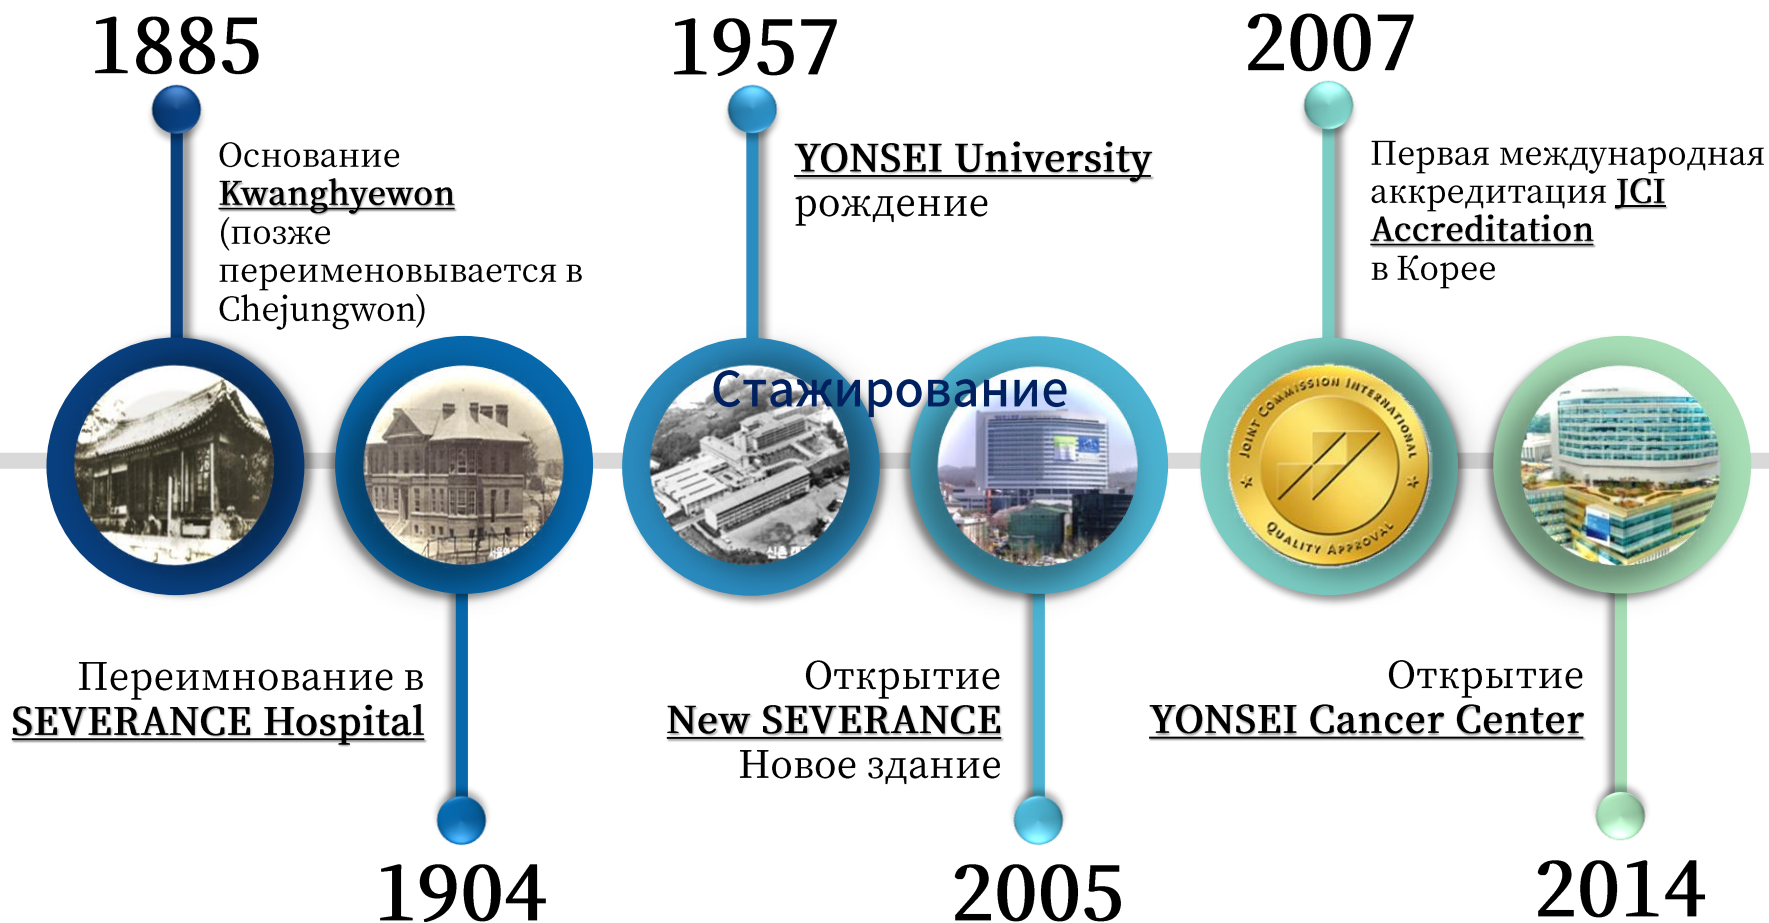 1885
Основание
Kwanghyewon
(позже
переименовывается в
Chejungwon)
1957
YONSEI University
рождение
2007
Первая международная
аккредитация JCI
Accreditation
в Корее
Стажирование
JOINT COMMISSION INTERNATIONAL
QUALITY APPROVAL
Переимнование в
SEVERANCE Hospital
1904
Открытие
New SEVERANCE
Новое здание
2005
Открытие
YONSEI Cancer Center
2014